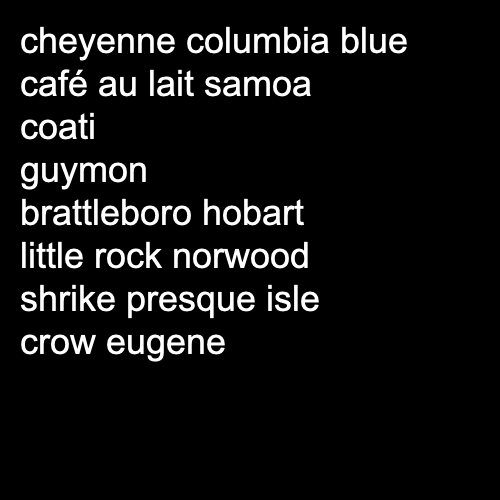 cheyenne columbia blue
café au lait samoa
coati
guymon
brattleboro hobart
little rock norwood
shrike presque isle
crow eugene